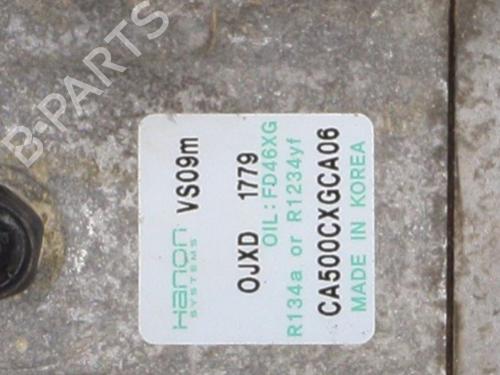 B-PARTS
Hanon
SYSTEMS
VS09m
OJXD 1779
OIL: FD46XG
R134a or R1234yf
CA500CXGCA06
MADE IN KOREA